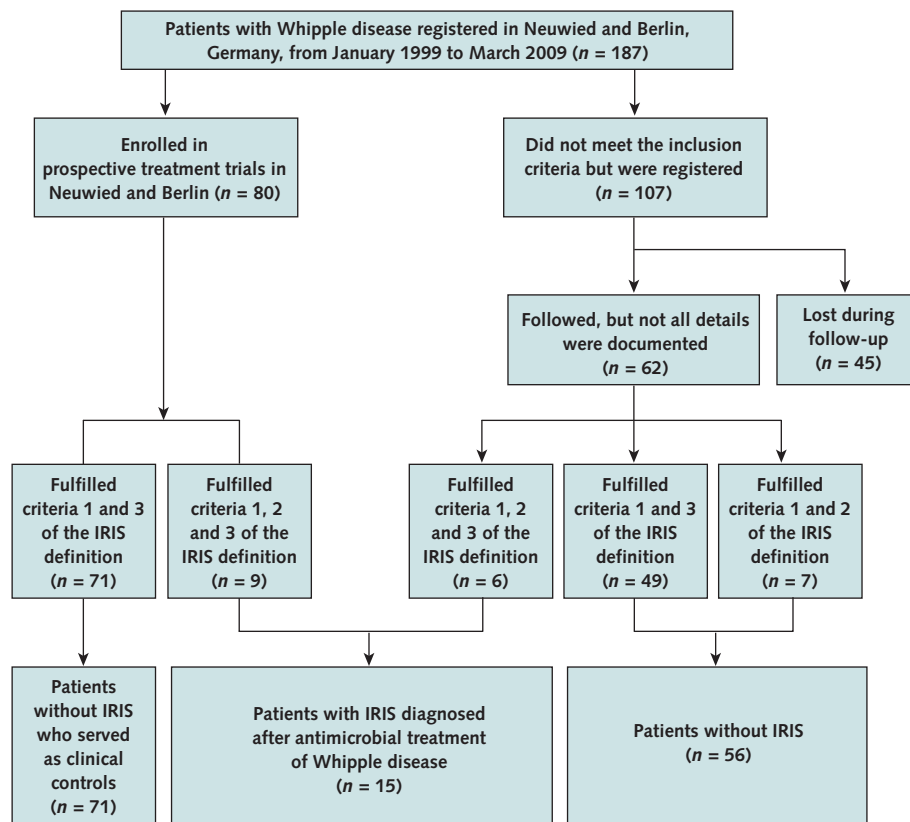 Patients with Whipple disease registered in Neuwied and Berlin,
Germany, from January 1999 to March 2009 (n = 187)
Enrolled in
prospective treatment trials in
Neuwied and Berlin (n = 80)
Did not meet the inclusion
criteria but were registered
(n = 107)
Followed, but not all details
were documented
(n = 62)
Lost during
follow-up
(n = 45)
Fulfilled
criteria 1 and 3
of the IRIS
definition
(n = 71)
Fulfilled
criteria 1, 2
and 3 of the
IRIS definition
(n = 9)
Fulfilled
criteria 1, 2
and 3 of the
IRIS definition
(n = 6)
Fulfilled
criteria 1 and 3
of the IRIS
definition
(n = 49)
Fulfilled
criteria 1 and 2
of the IRIS
definition
(n = 7)
Patients
without IRIS
who served
as clinical
controls
(n = 71)
Patients with IRIS diagnosed
after antimicrobial treatment
of Whipple disease
(n = 15)
Patients without IRIS
(n = 56)